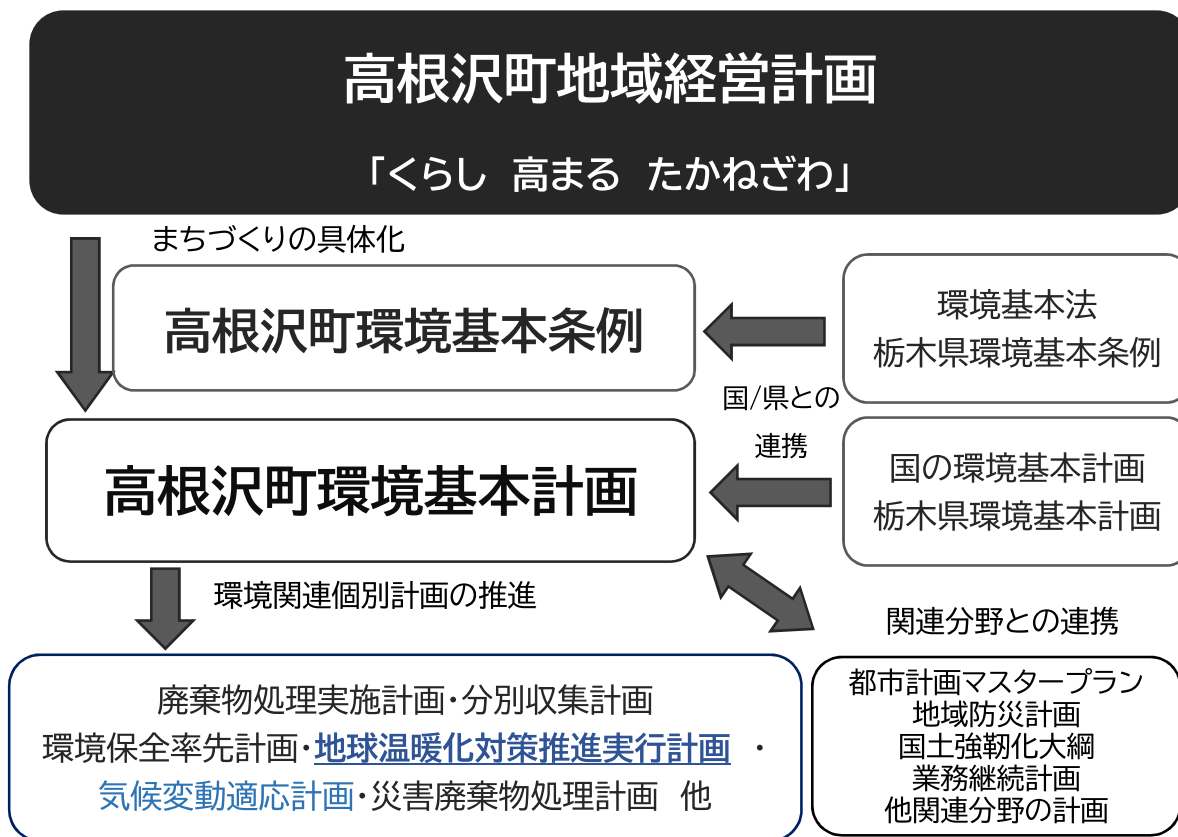 高根沢町地域経営計画
「くらし 高まる たかねざわ」
まちづくりの具体化
高根沢町環境基本条例
環境基本法
栃木県環境基本条例
国/県との
連携
高根沢町環境基本計画
国の環境基本計画
栃木県環境基本計画
環境関連個別計画の推進
関連分野との連携
廃棄物処理実施計画・分別収集計画
環境保全率先計画・地球温暖化対策推進実行計画 ・
気候変動適応計画・災害廃棄物処理計画 他
都市計画マスタープラン
地域防災計画
国土強靭化大綱
業務継続計画
他関連分野の計画